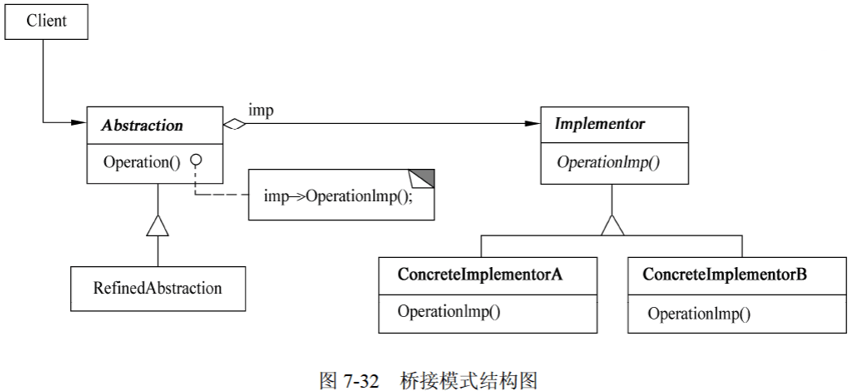 Client
imp
Abstraction
Operation()
imp->OperationImp();
Implementor
OperationImp()
RefinedAbstraction
ConcreteImplementorA
OperationImp()
ConcreteImplementorB
OperationImp()
图 7-32 桥接模式结构图